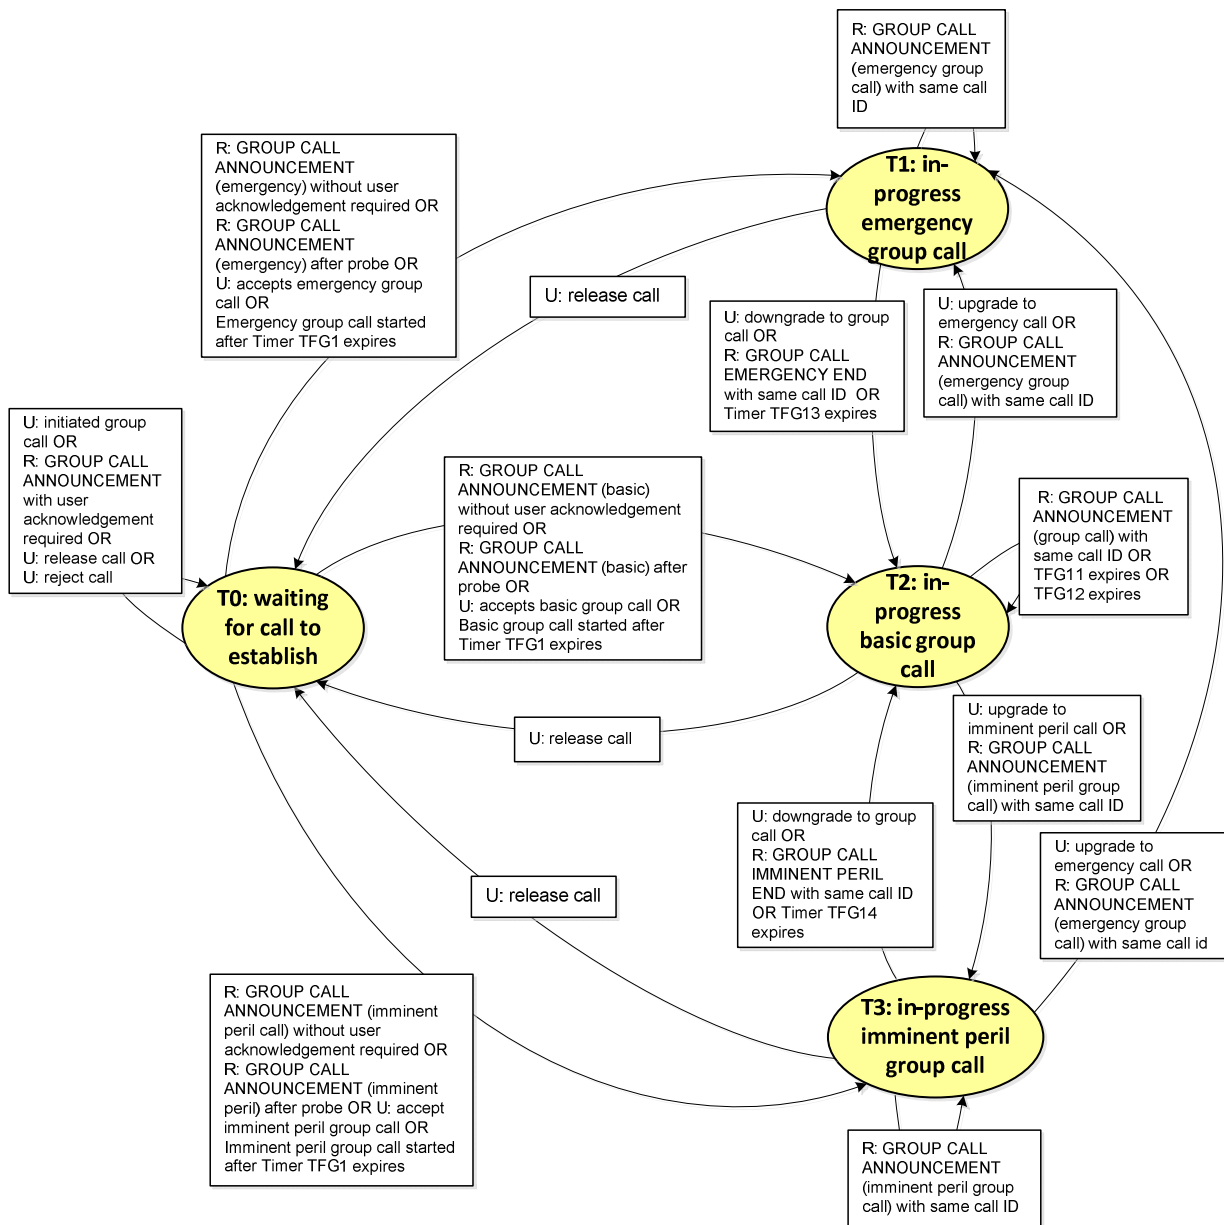 R: GROUP CALL
ANNOUNCEMENT
(emergency group
call) with same call
ID
R: GROUP CALL
ANNOUNCEMENT
(emergency) without user
acknowledgement required OR
R: GROUP CALL
ANNOUNCEMENT
(emergency) after probe OR
U: accepts emergency group
call OR
Emergency group call started
after Timer TFG1 expires
T1: in-
progress
emergency
group call
U: release call
U: downgrade to group
call OR
R: GROUP CALL
EMERGENCY END
with same call ID  OR
Timer TFG13 expires
U: upgrade to
emergency call OR
R: GROUP CALL
ANNOUNCEMENT
(emergency group
call) with same call ID
U: initiated group
call OR
R: GROUP CALL
ANNOUNCEMENT
with user
acknowledgement
required OR
U: release call OR
U: reject call
R: GROUP CALL
ANNOUNCEMENT (basic)
without user acknowledgement
required OR
R: GROUP CALL
ANNOUNCEMENT (basic) after
probe OR
U: accepts basic group call OR
Basic group call started after
Timer TFG1 expires
R: GROUP CALL
ANNOUNCEMENT
(group call) with
same call ID OR
TFG11 expires OR
TFG12 expires
T0: waiting
for call to
establish
T2: in-
progress
basic group
call
U: release call
U: upgrade to
imminent peril call OR
R: GROUP CALL
ANNOUNCEMENT
(imminent peril group
call) with same call ID
U: downgrade to group
call OR
R: GROUP CALL
IMMINENT PERIL
END with same call ID
OR Timer TFG14
expires
U: upgrade to
emergency call OR
R: GROUP CALL
ANNOUNCEMENT
(emergency group
call) with same call id
U: release call
R: GROUP CALL
ANNOUNCEMENT (imminent
peril call) without user
acknowledgement required OR
R: GROUP CALL
ANNOUNCEMENT (imminent
peril) after probe OR U: accept
imminent peril group call OR
Imminent peril group call started
after Timer TFG1 expires
T3: in-progress
imminent peril
group call
R: GROUP CALL
ANNOUNCEMENT
(imminent peril group
call) with same call ID